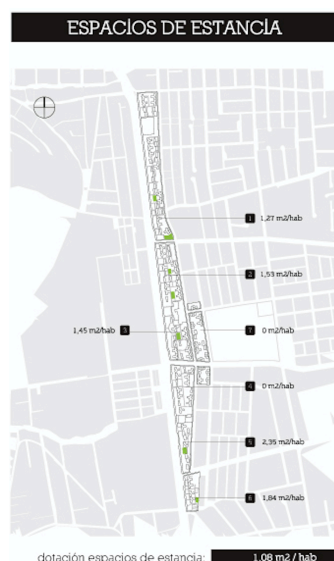 ESPACIOS DE ESTANCIA
1 1,27 m2/hab
2 1,53 m2/hab
1,45 m2/hab 3
7 0 m2/hab
4 0 m2/hab
5 2,35 m2/hab
6 1,84 m2/hab
dotación espacios de estancia: 1,08 m2 / hab